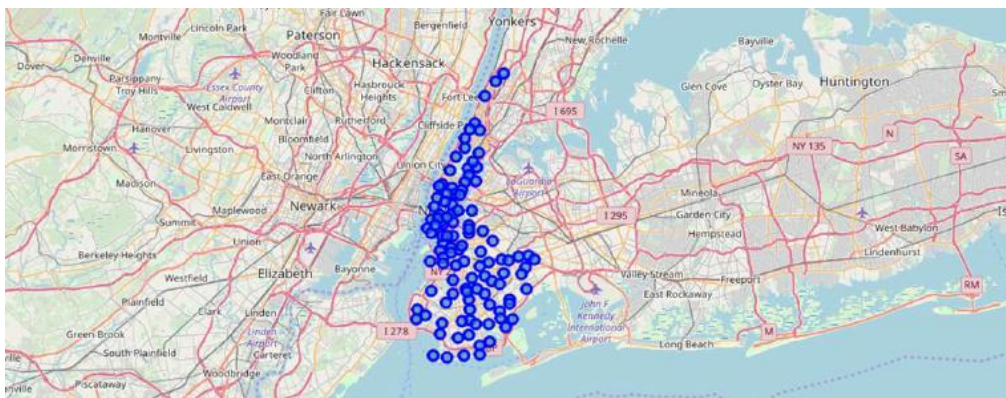 Lincoln Park
Fair Lawn
Yonkers
Montville
Paterson
Bergenfield
Denville
Woodland Park
New Rochelle
Bayville
Dover
Hackensack
Parsippany-Troy Hills
Essex County Airport
Clifton
Hasbrouck Heights
Glen Cove
Oyster Bay
Huntington
West Caldwell
Fort Lee
I 695
Hanover
Montclair
Rutherford
Cliffside
Bloomfield
N
Morristown
Livingston
North Arlington
Union City
NY 135
SA
East Orange
LaGuardia Airport
Madison
Mineola
Summit
Maplewood
Newark
I 295
Garden City
Union
Hempstead
West Babylon
Berkeley Heights
Lindenhurst
Westfield
Elizabeth
Bayonne
NY
Valley Stream
Freeport
Plainfield
Clark
Linden
East Rockaway
RM
John F Kennedy International Airport
Green Brook
Linden Airport
I 278
M
South Plainfield
Carteret
Long Beach
Woodbridge
Piscataway